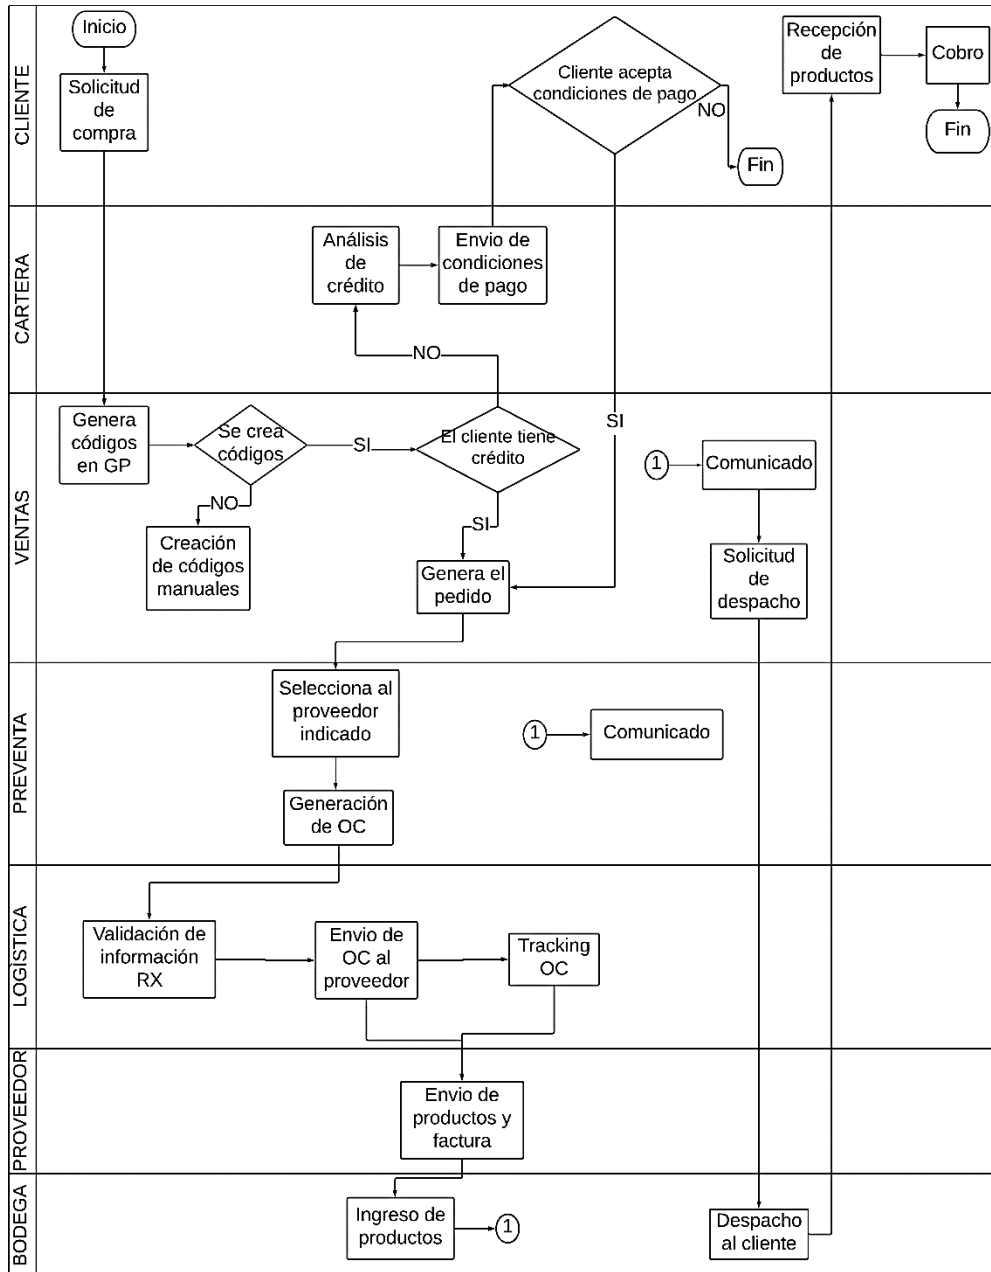 CLIENTE
Inicio
Solicitud
de
compra
Cliente acepta
condiciones de pago
NO
Fin
Recepción
de
productos
Cobro
Fin
CARTERA
Análisis
de
crédito
Envio de
condiciones
de pago
NO
VENTAS
Genera
códigos
en GP
Se crea
códigos
SI
El cliente tiene
crédito
SI
NO
Creación
de códigos
manuales
SI
Genera el
pedido
1
Comunicado
Solicitud
de
despacho
PREVENTA
Selecciona al
proveedor
indicado
1
Comunicado
Generación
de OC
LOGÍSTICA
Validación de
información
RX
Envio de
OC al
proveedor
Tracking
OC
PROVEEDOR
Envio de
productos y
factura
BODEGA
Ingreso de
productos
1
Despacho
al cliente